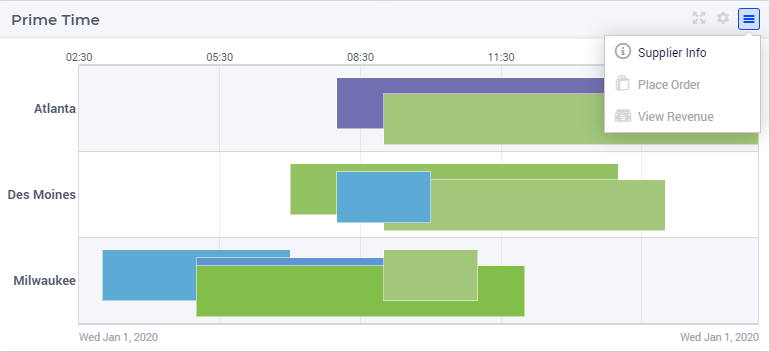 Prime Time
02:30 05:30 08:30 11:30
Supplier Info
Place Order
View Revenue
Atlanta
Des Moines
Milwaukee
Wed Jan 1, 2020 Wed Jan 1, 2020